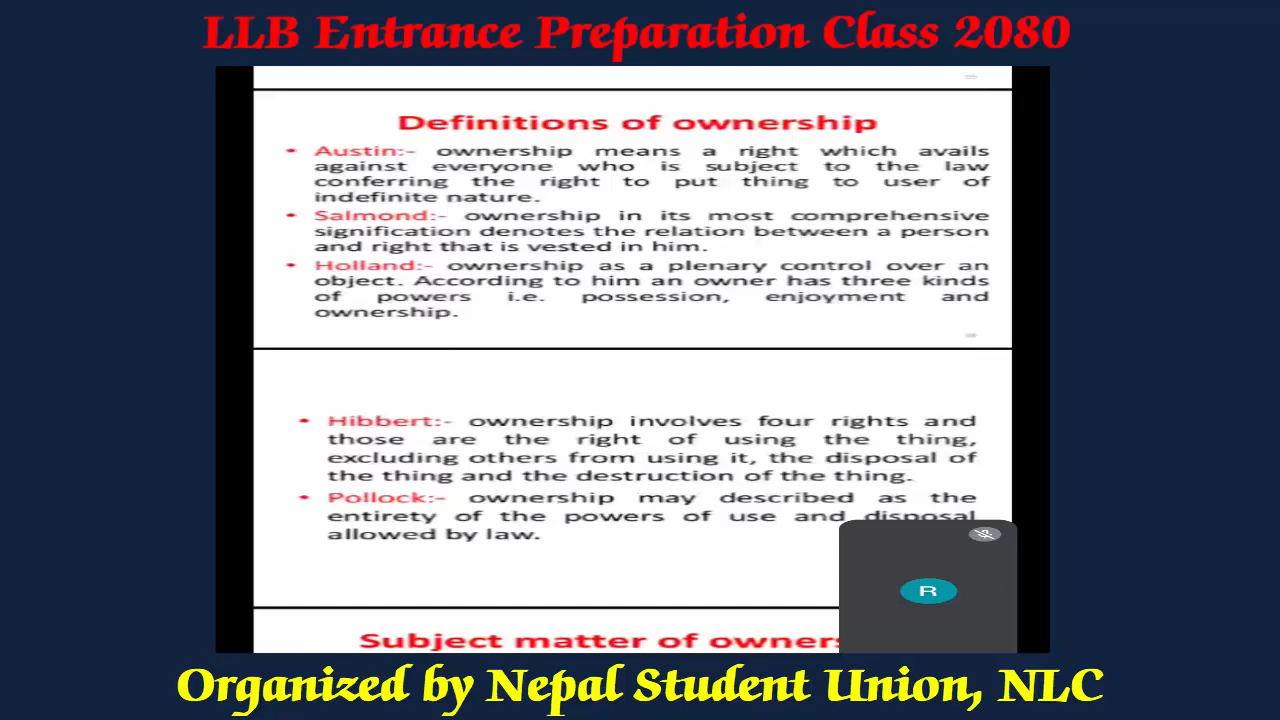 LLB Entrance Preparation Class 2080
Definitions of ownership
• Austin:- ownership means a right which avails
against everyone who is subject to the law
conferring the right to put thing to user of
indefinite nature.
• Salmond:- ownership in its most comprehensive
signification denotes the relation between a person
and right that is vested in him.
• Holland:- ownership as a plenary control over an
object. According to him an owner has three kinds
of powers i.e. possession, enjoyment and
ownership.
• Hibbert:- ownership involves four rights and
those are the right of using the thing,
excluding others from using it, the disposal of
the thing and the destruction of the thing.
• Pollock:- ownership may described as the
entirety of the powers of use and disposal
allowed by law.
R
Subject matter of owners
Organized by Nepal Student Union, NLC